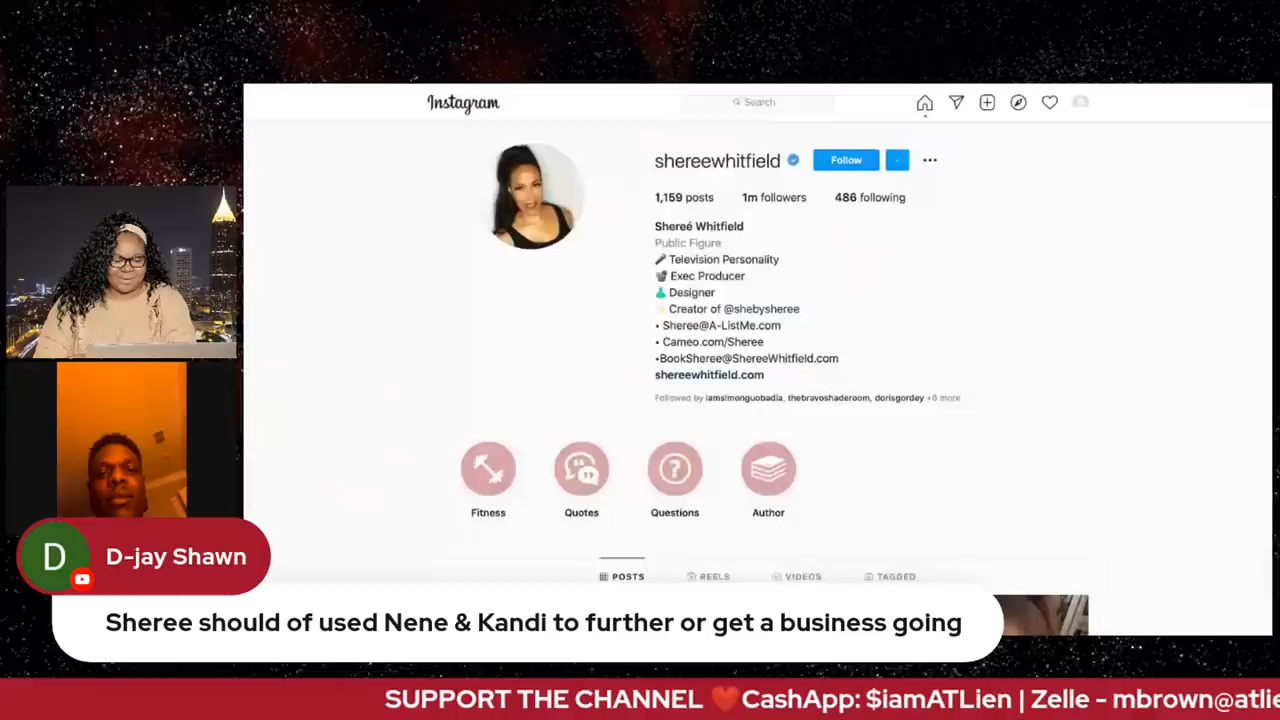 Instagram
Search
shereewhitfield
Follow
1,159 posts 1m followers 486 following
Shereé Whitfield
Public Figure
Television Personality
Exec Producer
Designer
Creator of @shebysheree
• Sheree@A-ListMe.com
• Cameo.com/Sheree
•BookSheree@ShereeWhitfield.com
shereewhitfield.com
Followed by iamsimonguobadia, thebravoshaderoom, dorisgordey +6 more
Fitness Quotes Questions Author
POSTS REELS VIDEOS TAGGED
D
D-jay Shawn
Sheree should of used Nene & Kandi to further or get a business going
SUPPORT THE CHANNEL ❤️CashApp: $iamATLien | Zelle - mbrown@atlie